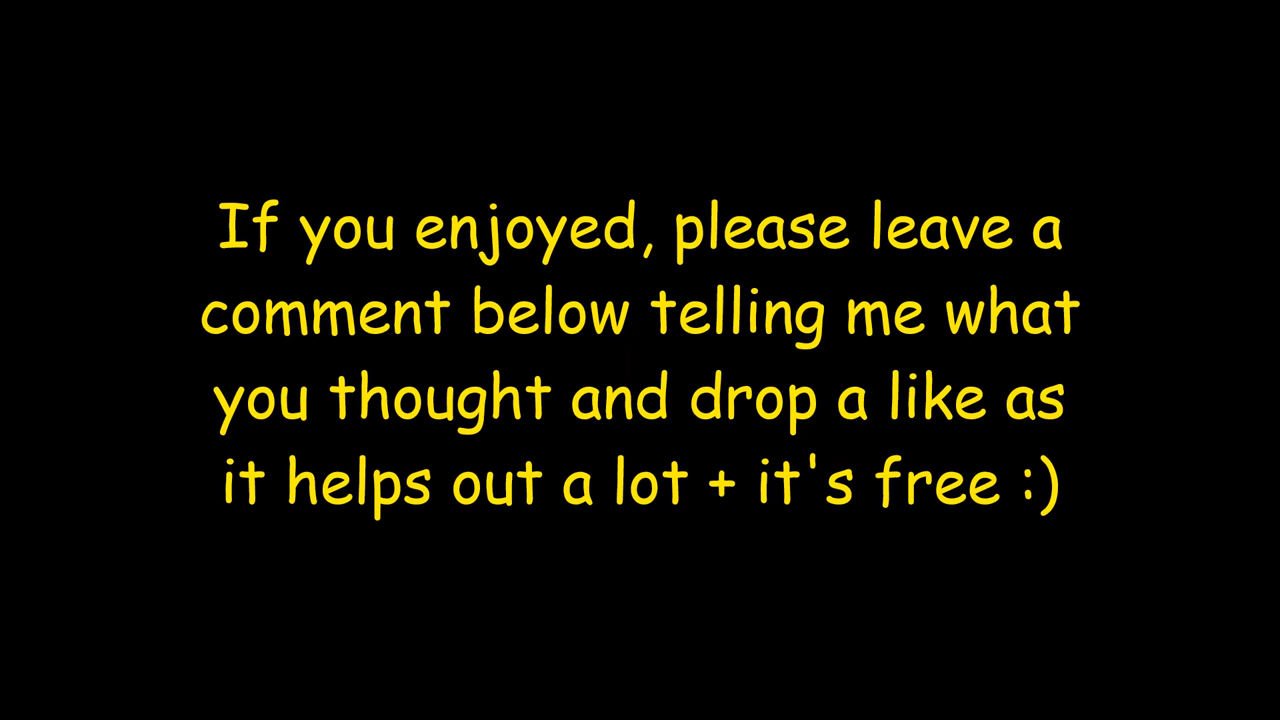 If you enjoyed, please leave a
comment below telling me what
you thought and drop a like as
it helps out a lot + it's free :)